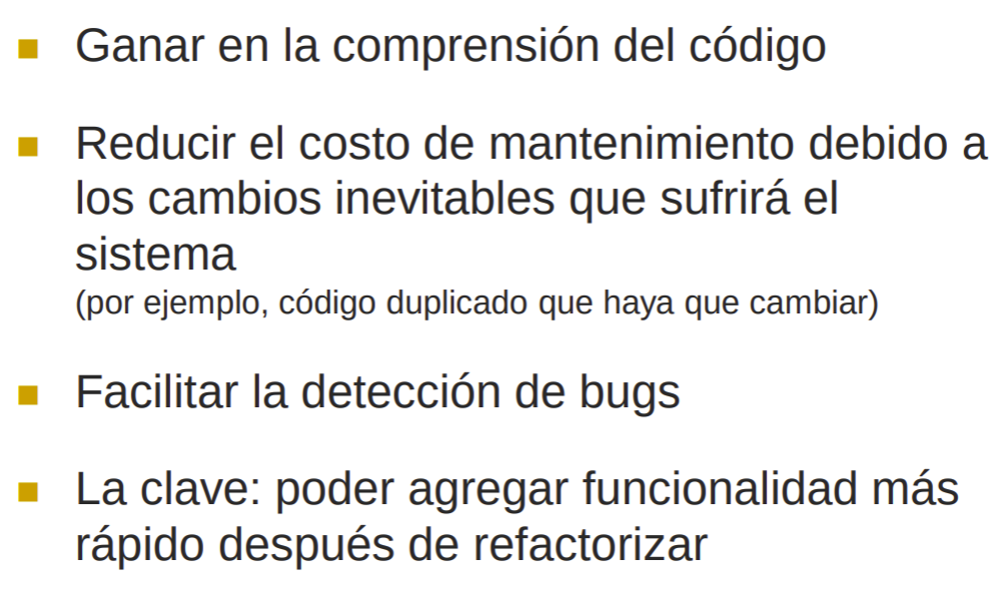 Ganar en la comprensión del código
Reducir el costo de mantenimiento debido a
los cambios inevitables que sufrirá el
sistema
(por ejemplo, código duplicado que haya que cambiar)
Facilitar la detección de bugs
La clave: poder agregar funcionalidad más
rápido después de refactorizar